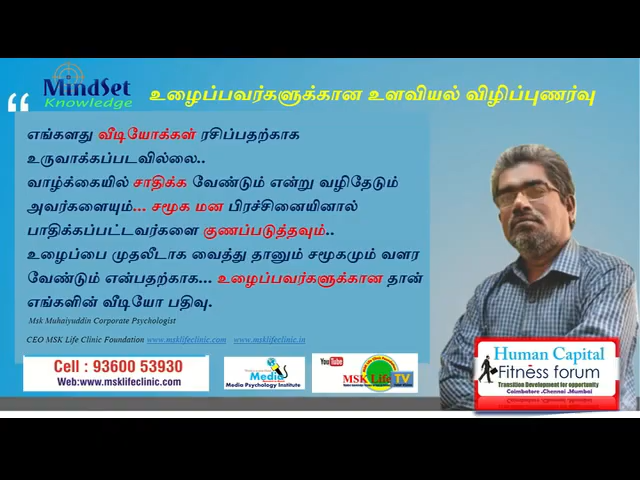 MindSet
Knowledge
உழைப்பவர்களுக்கான உளவியல் விழிப்புணர்வு
“
எங்களது வீடியோக்கள் ரசிப்பதற்காக
உருவாக்கப்படவில்லை..
வாழ்க்கையில் சாதிக்க வேண்டும் என்று வழிதேடும்
அவர்களையும்... சமூக மன பிரச்சினையினால்
பாதிக்கப்பட்டவர்களை குணப்படுத்தவும்..
உழைப்பை முதலீடாக வைத்து தானும் சமூகமும் வளர
வேண்டும் என்பதற்காக... உழைப்பவர்களுக்கான தான்
எங்களின் வீடியோ பதிவு.
Msk Muhaiyuddin Corporate Psychologist
CEO MSK Life Clinic Foundation www.msklifeclinic.com www.msklifeclinic.in
Cell : 93600 53930
Web:www.msklifeclinic.com
Media
Media Psychology Institute
YouTube
MSK Life TV
Human Capital
Fitness forum
Transition Development for opportunity
Coimbatore .Chennai .Mumbai